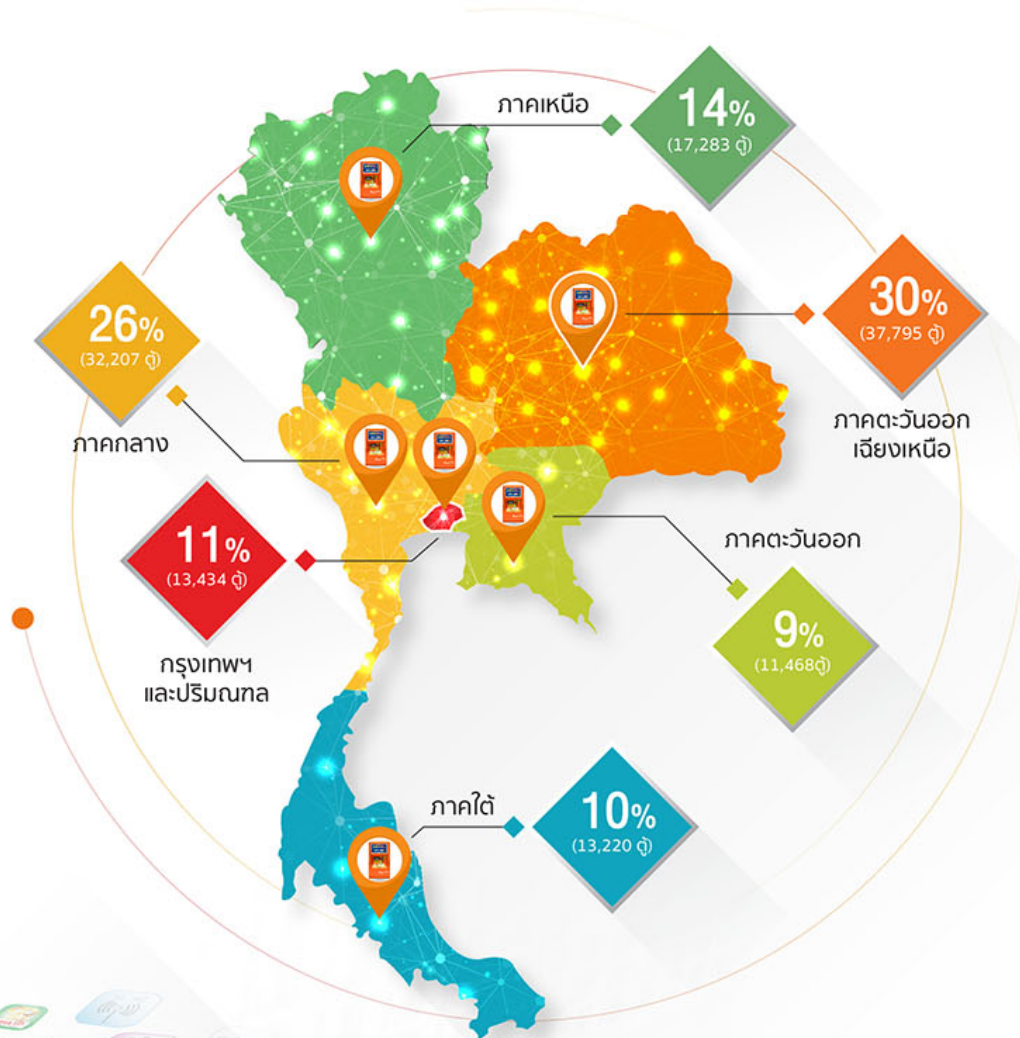 ภาคเหนือ
14%
(17,283 ตู้)
30%
(37,795 ตู้)
ภาคตะวันออก
เฉียงเหนือ
26%
(32,207 ตู้)
ภาคกลาง
11%
(13,434 ตู้)
กรุงเทพฯ
และปริมณฑล
ภาคตะวันออก
9%
(11,468ตู้)
ภาคใต้
10%
(13,220 ตู้)